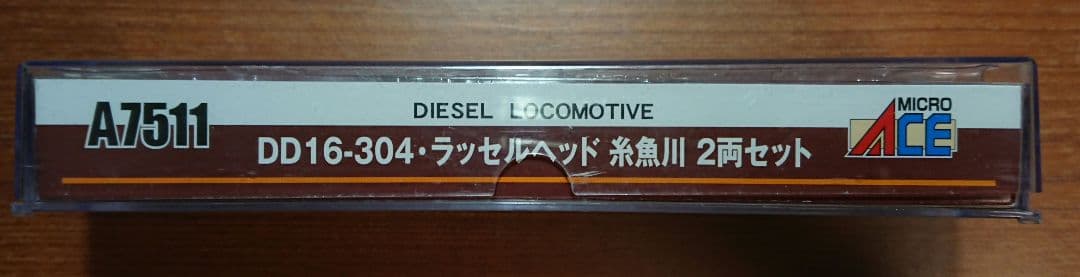 A7511
DIESEL LOCOMOTIVE
DD16-304・ラッセルヘッド 糸魚川 2両セット
MICRO
ACE